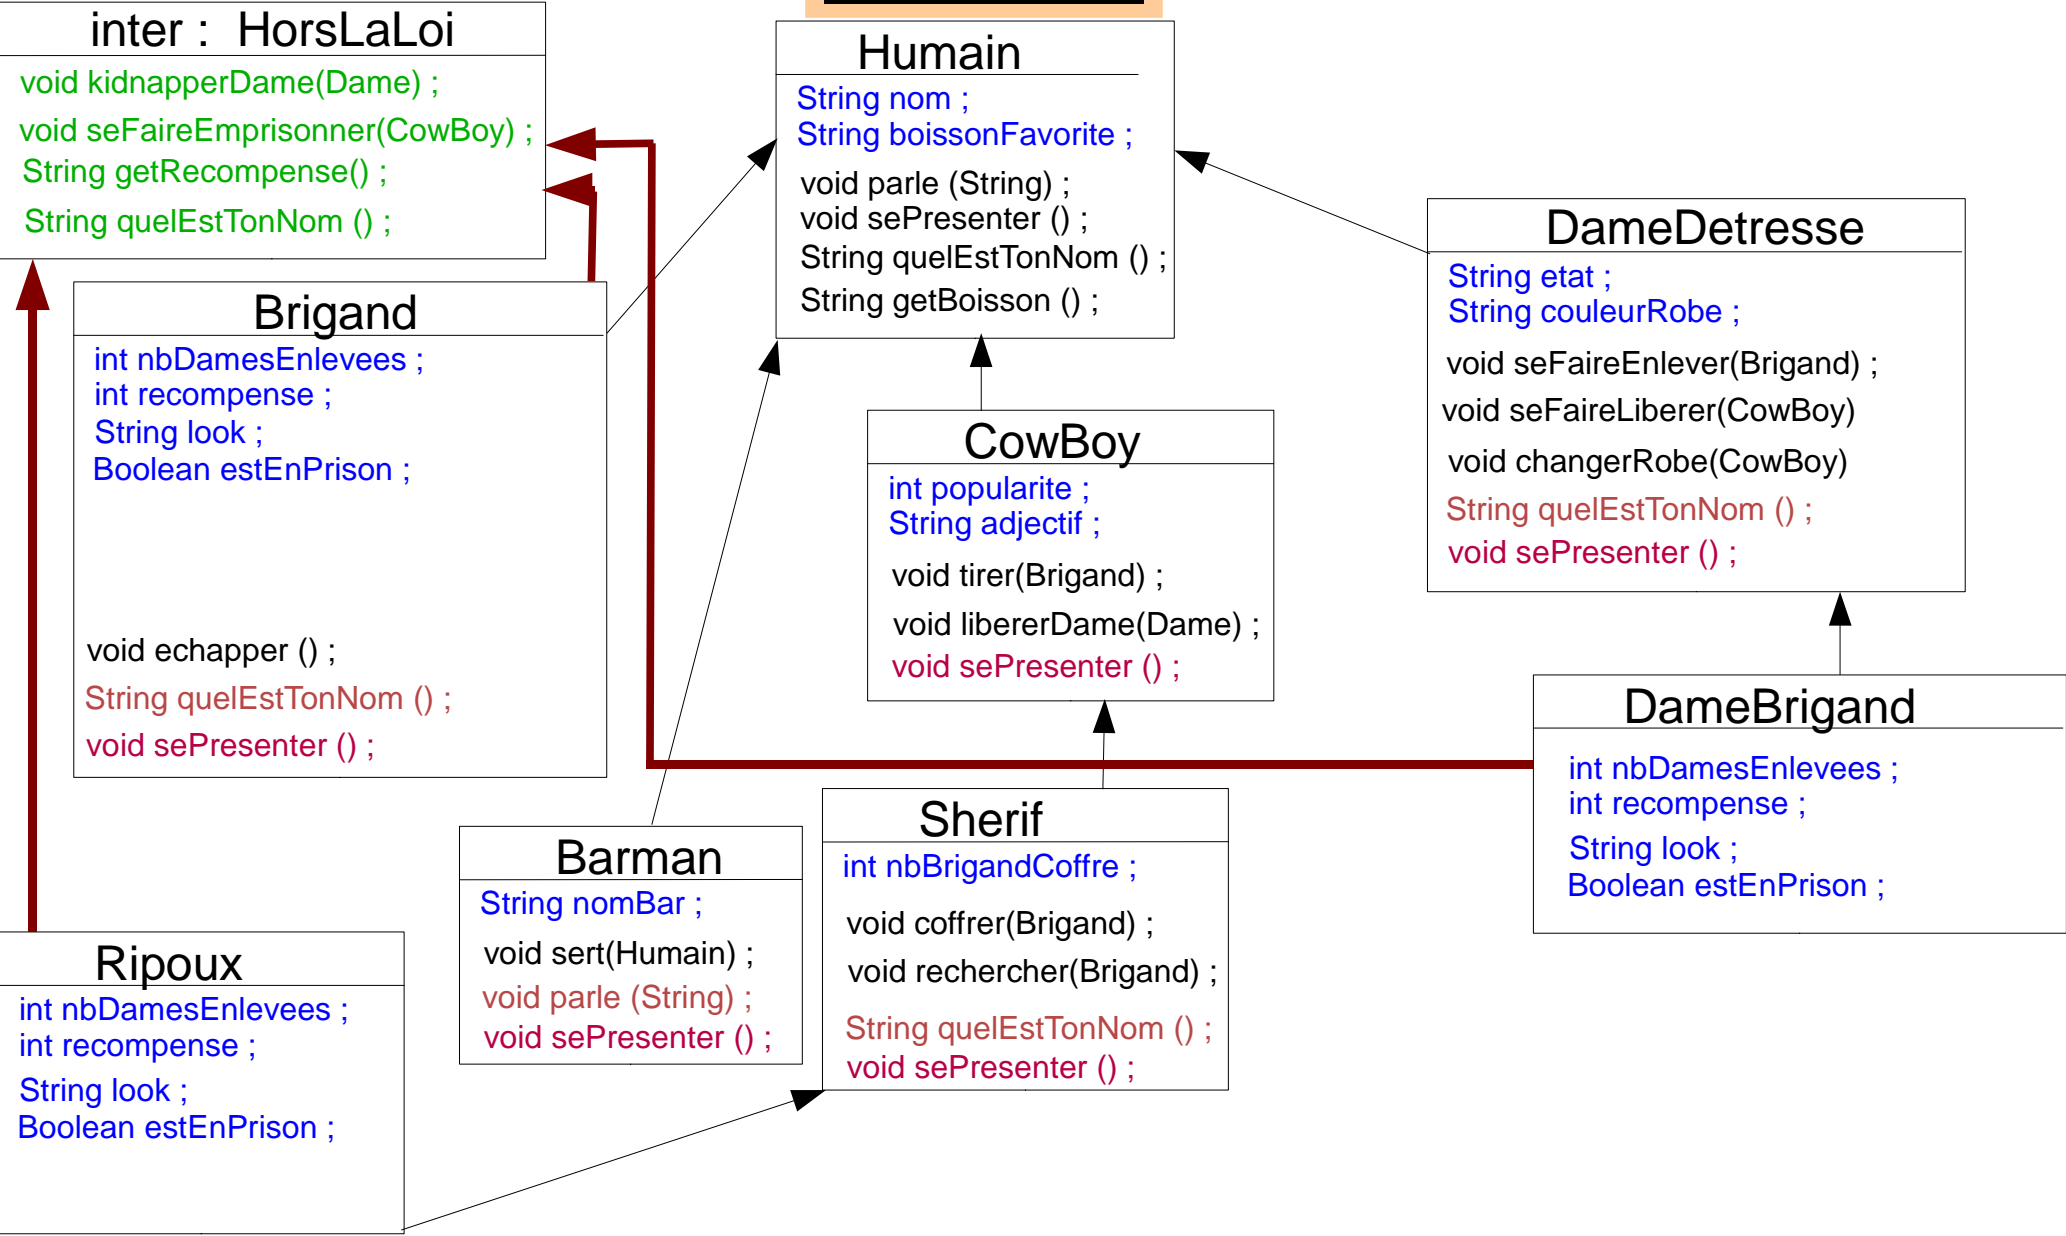 inter :  HorsLaLoi
void kidnapperDame(Dame) ;
void seFaireEmprisonner(CowBoy) ;
String getRecompense() ;
String quelEstTonNom () ;
Humain
String nom ;
String boissonFavorite ;
void parle (String) ;
void sePresenter () ;
String quelEstTonNom () ;
String getBoisson () ;
DameDetresse
String etat ;
String couleurRobe ;
void seFaireEnlever(Brigand) ;
void seFaireLiberer(CowBoy)
void changerRobe(CowBoy)
String quelEstTonNom () ;
void sePresenter () ;
Brigand
int nbDamesEnlevees ;
int recompense ;
String look ;
Boolean estEnPrison ;
void echapper () ;
String quelEstTonNom () ;
void sePresenter () ;
CowBoy
int popularite ;
String adjectif ;
void tirer(Brigand) ;
void libererDame(Dame) ;
void sePresenter () ;
DameBrigand
int nbDamesEnlevees ;
int recompense ;
String look ;
Boolean estEnPrison ;
Barman
String nomBar ;
void sert(Humain) ;
void parle (String) ;
void sePresenter () ;
Sherif
int nbBrigandCoffre ;
void coffrer(Brigand) ;
void rechercher(Brigand) ;
String quelEstTonNom () ;
void sePresenter () ;
Ripoux
int nbDamesEnlevees ;
int recompense ;
String look ;
Boolean estEnPrison ;